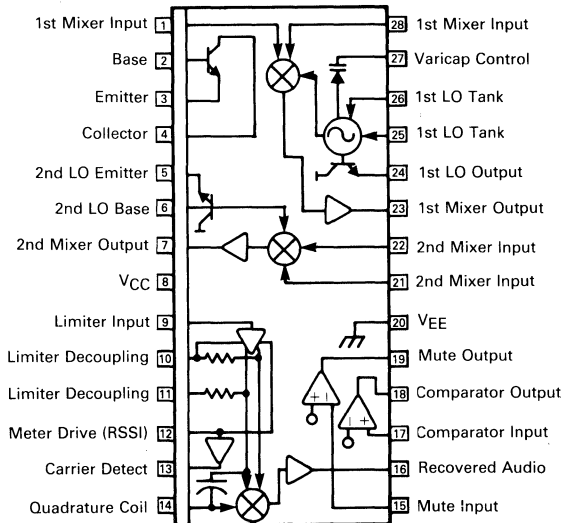 1st Mixer Input 1
Base 2
Emitter 3
Collector 4
2nd LO Emitter 5
2nd LO Base 6
2nd Mixer Output 7
VCC 8
Limiter Input 9
Limiter Decoupling 10
Limiter Decoupling 11
Meter Drive (RSSI) 12
Carrier Detect 13
Quadrature Coil 14
28 1st Mixer Input
27 Varicap Control
26 1st LO Tank
25 1st LO Tank
24 1st LO Output
23 1st Mixer Output
22 2nd Mixer Input
21 2nd Mixer Input
20 VEE
19 Mute Output
18 Comparator Output
17 Comparator Input
16 Recovered Audio
15 Mute Input
+ −
− +